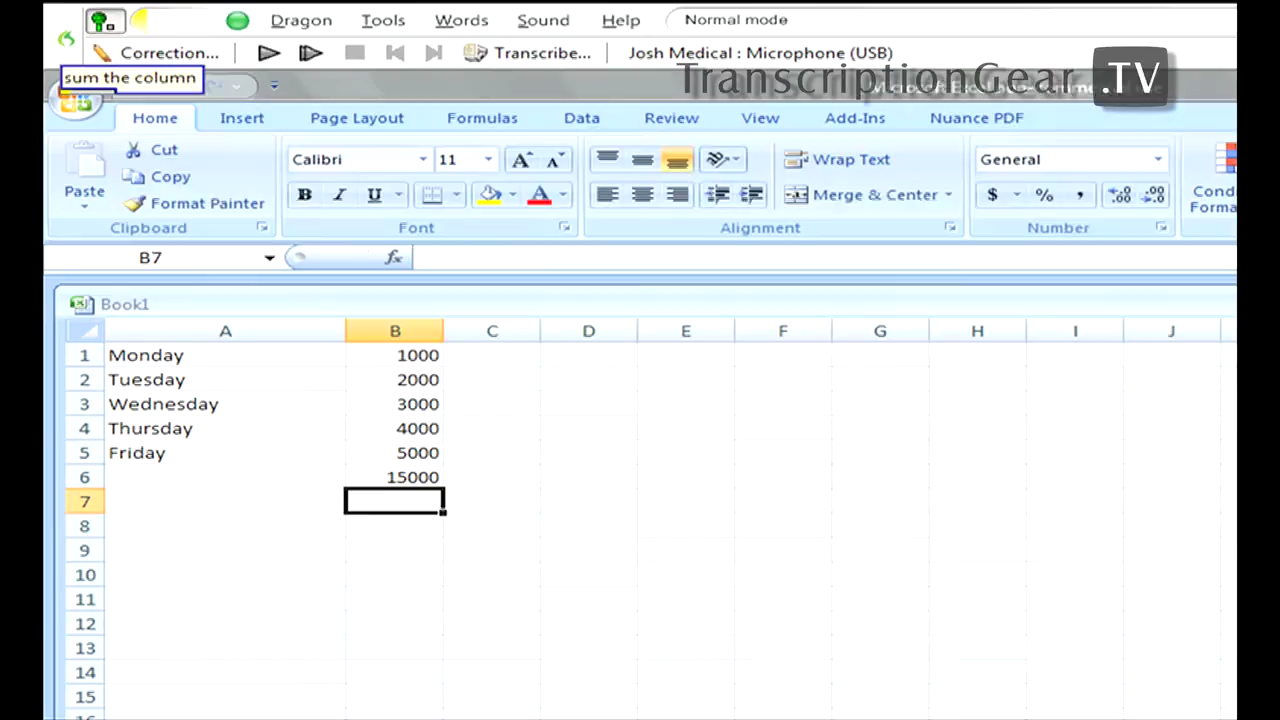 Dragon Tools Words Sound Help Normal mode
Correction... Transcribe... Josh Medical : Microphone (USB)
sum the column
TranscriptionGear .TV
Home Insert Page Layout Formulas Data Review View Add-Ins Nuance PDF
Cut
Calibri 11 Wrap Text General
Copy
Paste
B I U Merge & Center $ % , .00
Format Painter
Cond
Forma
Clipboard Font Alignment Number
B7 fx
Book1
A B C D E F G H I J
1 Monday 1000
2 Tuesday 2000
3 Wednesday 3000
4 Thursday 4000
5 Friday 5000
6 15000
7
8
9
10
11
12
13
14
15